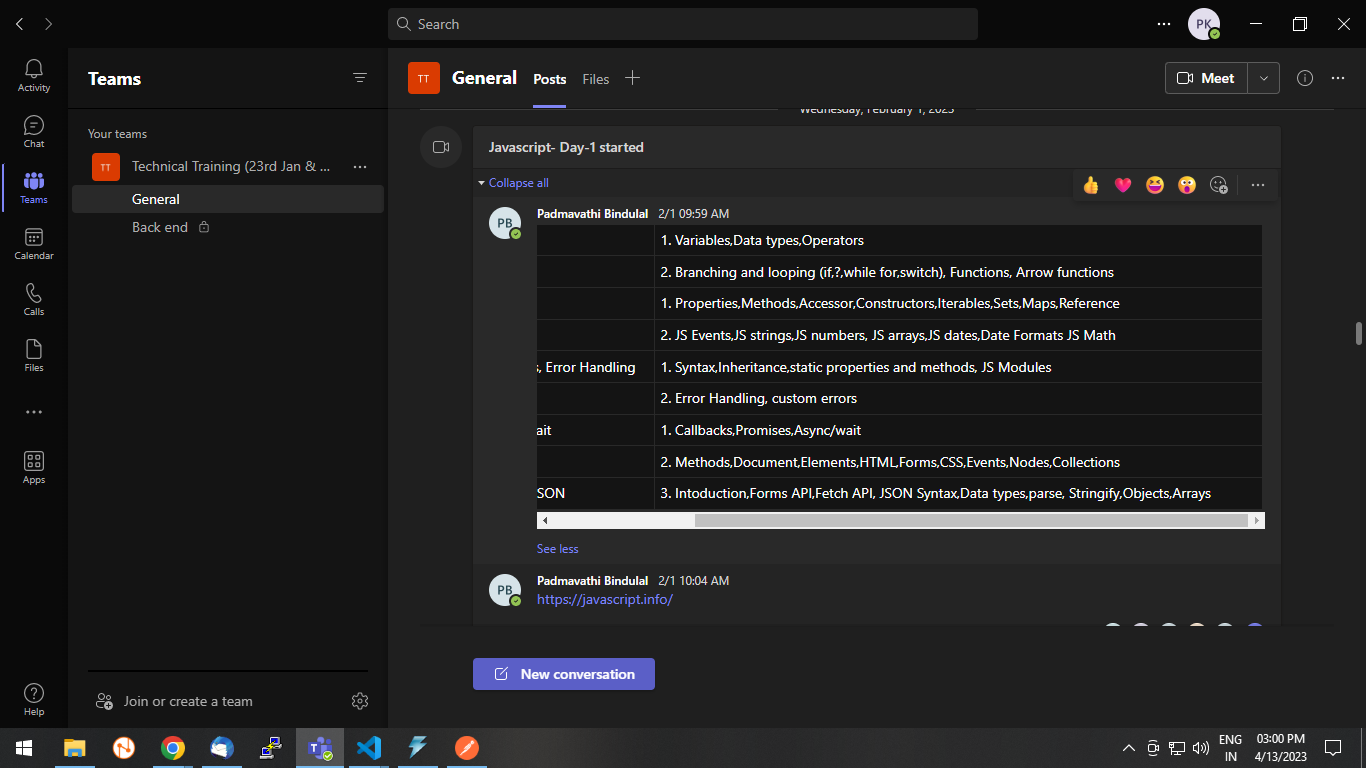 Search
PK
Activity
Chat
Teams
Calendar
Calls
Files
Apps
Help
Teams
Your teams
TT
Technical Training (23rd Jan & ...
General
Back end
Join or create a team
TT
General
Posts
Files
Meet
Wednesday, February 1, 2023
Javascript- Day-1 started
Collapse all
PB
Padmavathi Bindulal 2/1 09:59 AM
1. Variables,Data types,Operators
2. Branching and looping (if,?,while for,switch), Functions, Arrow functions
1. Properties,Methods,Accessor,Constructors,Iterables,Sets,Maps,Reference
2. JS Events,JS strings,JS numbers, JS arrays,JS dates,Date Formats JS Math
s, Error Handling 1. Syntax,Inheritance,static properties and methods, JS Modules
2. Error Handling, custom errors
ait 1. Callbacks,Promises,Async/wait
2. Methods,Document,Elements,HTML,Forms,CSS,Events,Nodes,Collections
SON 3. Intoduction,Forms API,Fetch API, JSON Syntax,Data types,parse, Stringify,Objects,Arrays
See less
PB
Padmavathi Bindulal 2/1 10:04 AM
https://javascript.info/
New conversation
ENG
IN
03:00 PM
4/13/2023